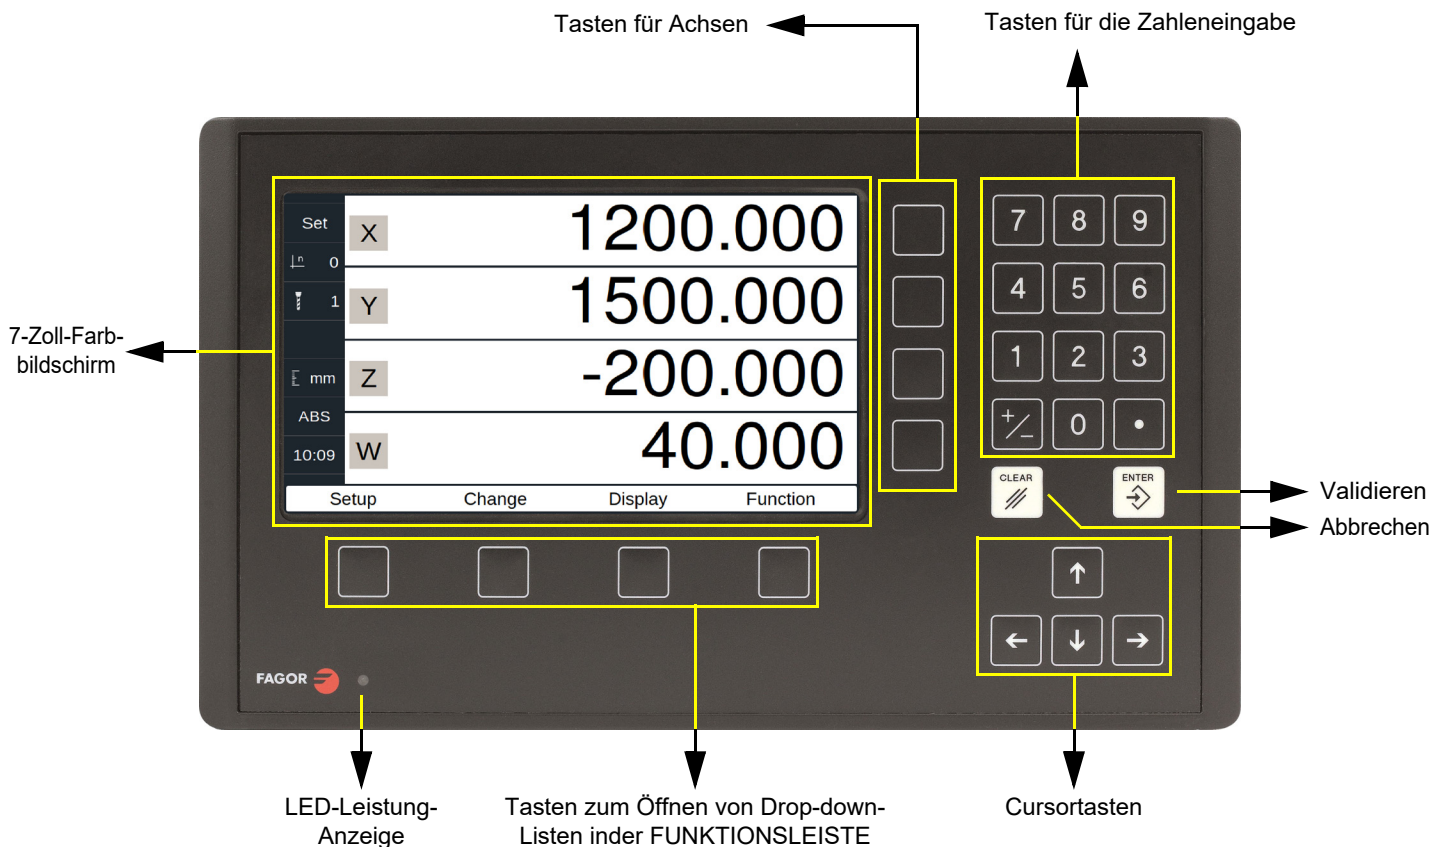 Tasten für Achsen
Tasten für die Zahleneingabe
7-Zoll-Farb-
bildschirm
Set
n 0
1
mm
ABS
10:09
X 1200.000
Y 1500.000
Z -200.000
W 40.000
Setup Change Display Function
7 8 9
4 5 6
1 2 3
+/- 0 •
CLEAR
ENTER
Validieren
Abbrechen
FAGOR
LED-Leistung-
Anzeige
Tasten zum Öffnen von Drop-down-
Listen inder FUNKTIONSLEISTE
Cursortasten